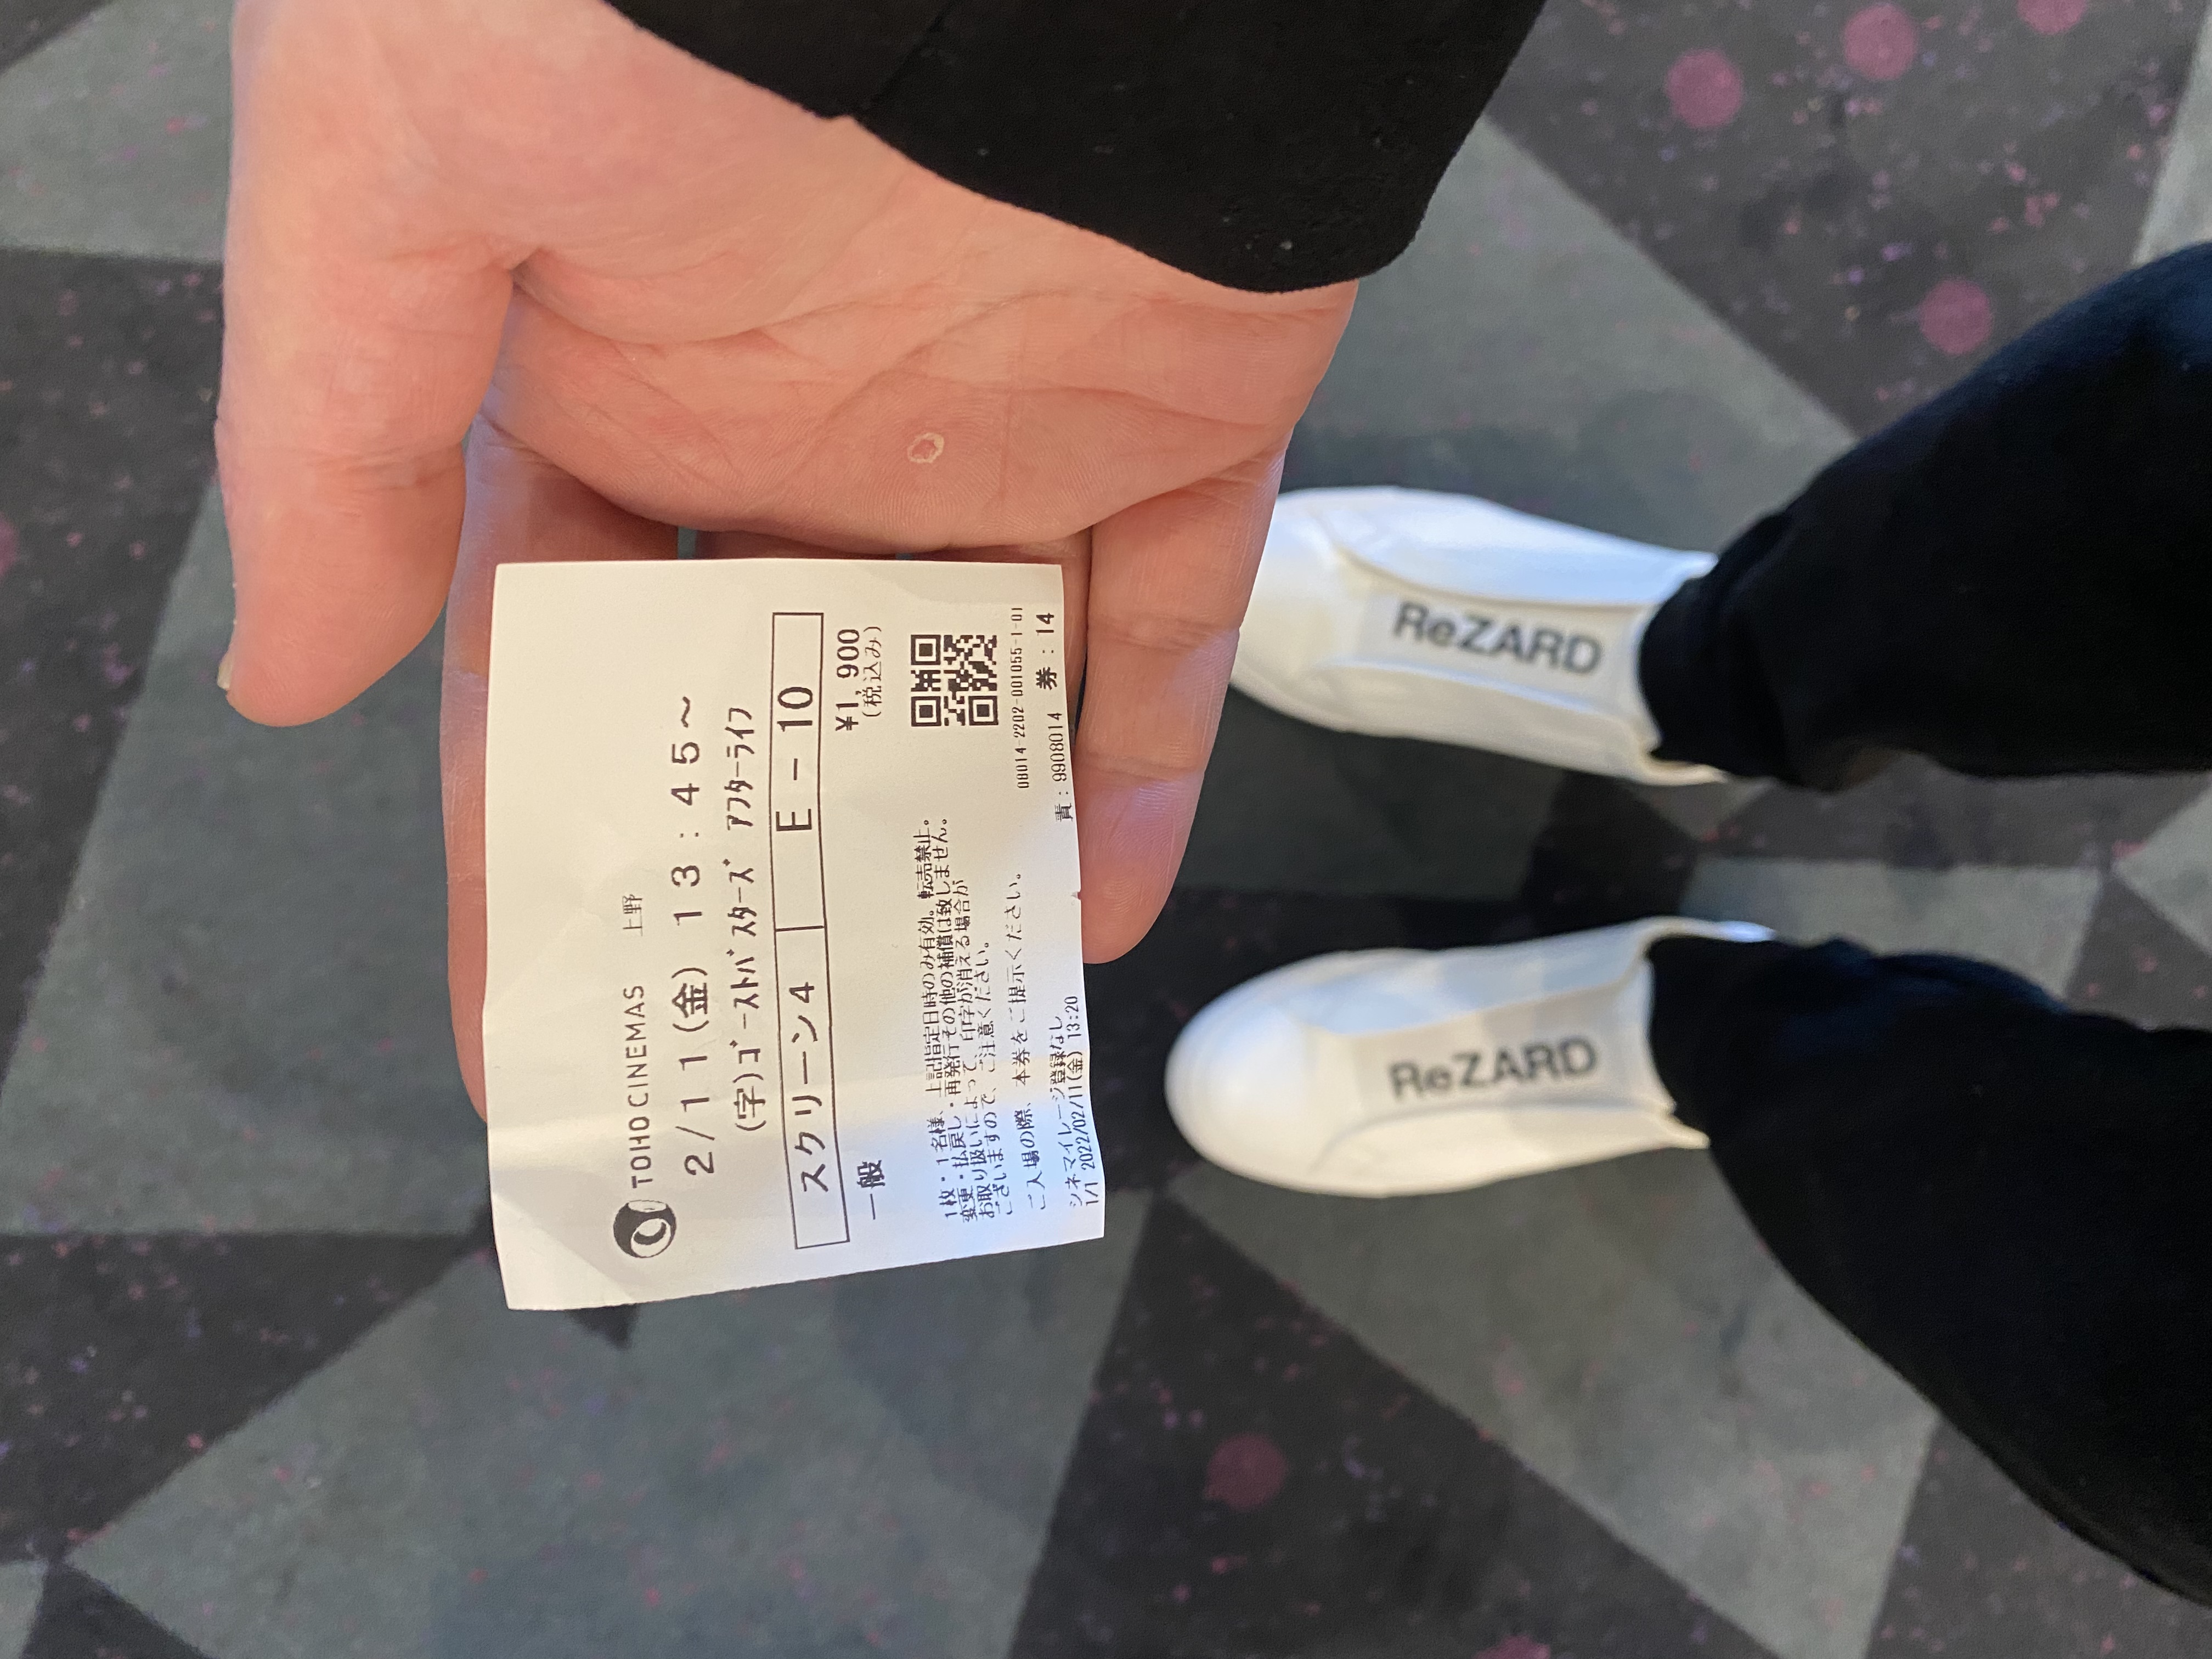 TOHO CINEMAS 上野
2/11(金) 13:45〜
(字)ｺﾞｰｽﾄﾊﾞｽﾀｰｽﾞ ｱﾌﾀｰﾗｲﾌ
スクリーン4 E-10
一般 ¥1,900
(税込み)
1枚・1名様、上記指定日時のみ有効。転売禁止。
変更・払戻し・再発行その他の補償は致しません。
お取り扱いによって、印字が消える場合が
ございますので、ご注意ください。
ご入場の際、本券をご提示ください。
08014-2202-001055-1-01
シネマイレージ登録なし 責:9908014 券:14
1/1 2022/02/11(金) 13:20
ReZARD
ReZARD